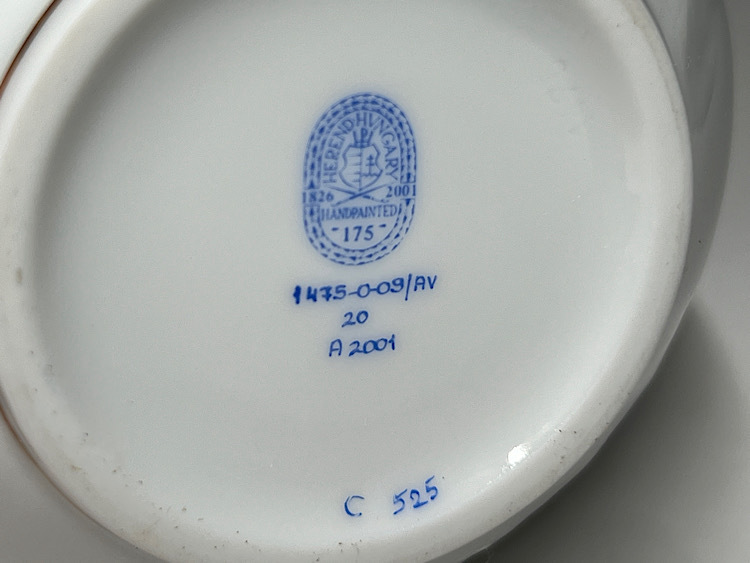 HEREND-HUNGARY
1826 2001
HANDPAINTED
-175-
1475-0-09/AV
20
A 2001
C 525